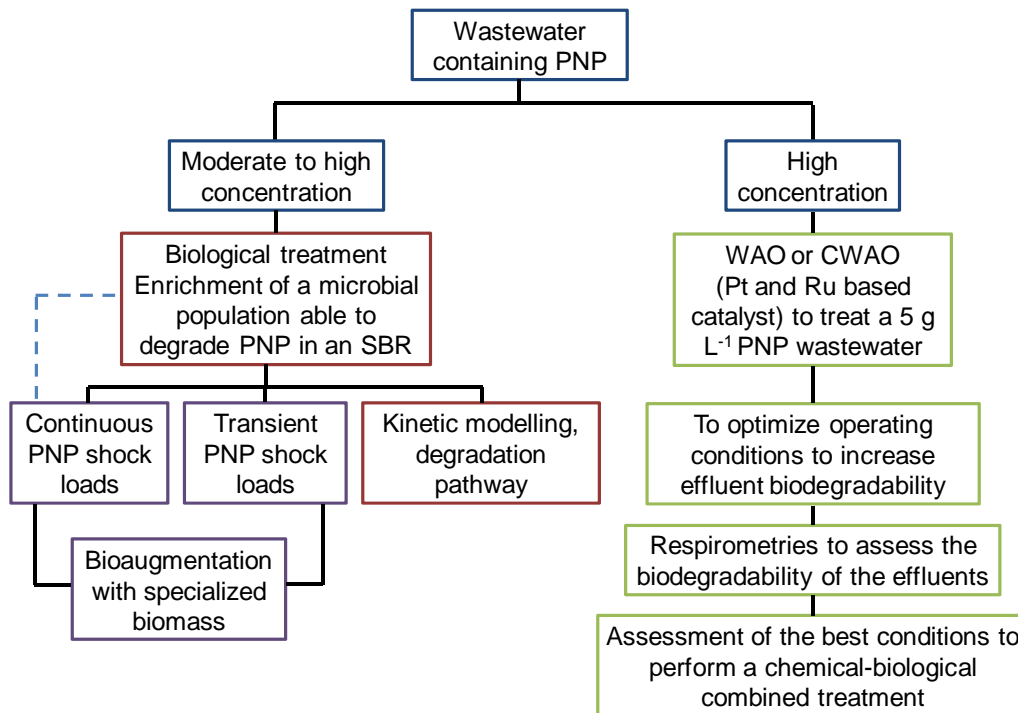 Wastewater
containing PNP
Moderate to high
concentration
High
concentration
Biological treatment
Enrichment of a microbial
population able to
degrade PNP in an SBR
WAO or CWAO
(Pt and Ru based
catalyst) to treat a 5 g
L⁻¹ PNP wastewater
Continuous
PNP shock
loads
Transient
PNP shock
loads
Kinetic modelling,
degradation
pathway
To optimize operating
conditions to increase
effluent biodegradability
Bioaugmentation
with specialized
biomass
Respirometries to assess the
biodegradability of the effluents
Assessment of the best conditions to
perform a chemical-biological
combined treatment